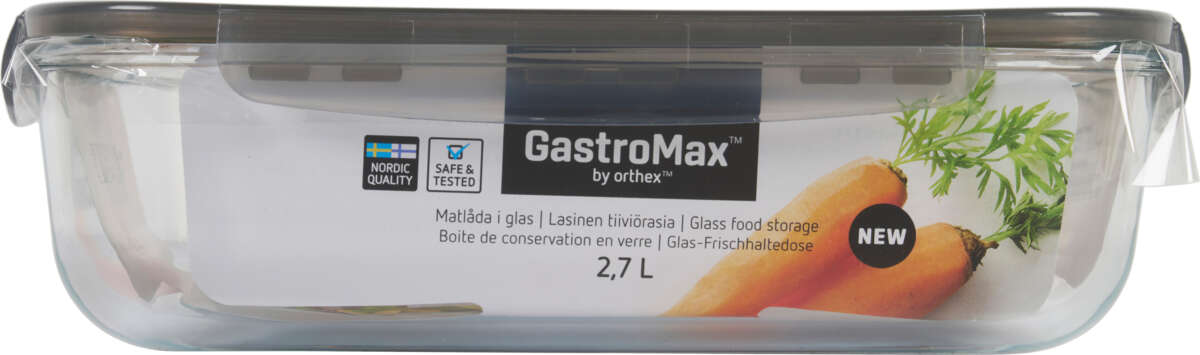 GastroMax™
by orthex™
NORDIC
QUALITY
SAFE &
TESTED
Matlåda i glas | Lasinen tiiviörasia | Glass food storage
Boite de conservation en verre | Glas-Frischhaltedose
2,7 L
NEW